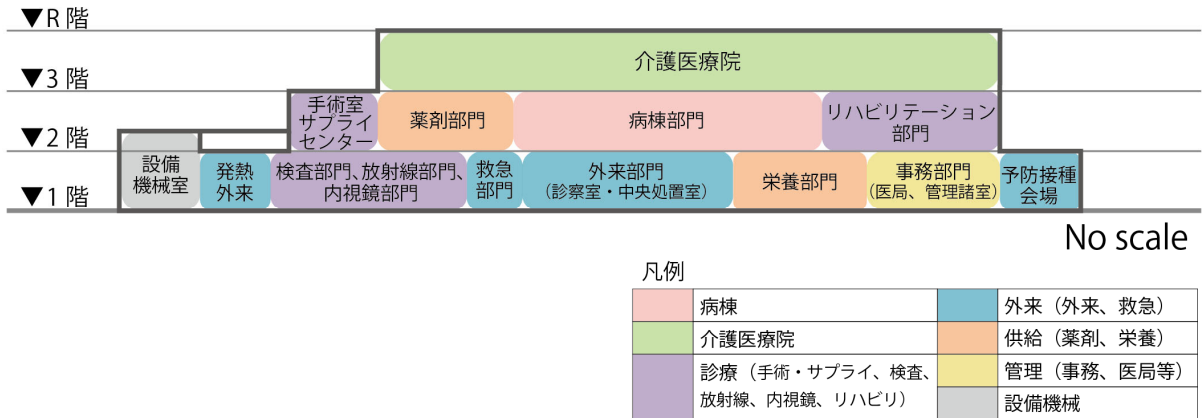 ▼R 階
介護医療院
▼3 階
手術室
サプライ
センター
薬剤部門
病棟部門
リハビリテーション
部門
▼2 階
設備
機械室
発熱
外来
検査部門、放射線部門、
内視鏡部門
救急
部門
外来部門
（診察室・中央処置室）
栄養部門
事務部門
（医局、管理諸室）
予防接種
会場
▼1 階
No scale
凡例
病棟
外来（外来、救急）
介護医療院
供給（薬剤、栄養）
診療（手術・サプライ、検査、
放射線、内視鏡、リハビリ）
管理（事務、医局等）
設備機械